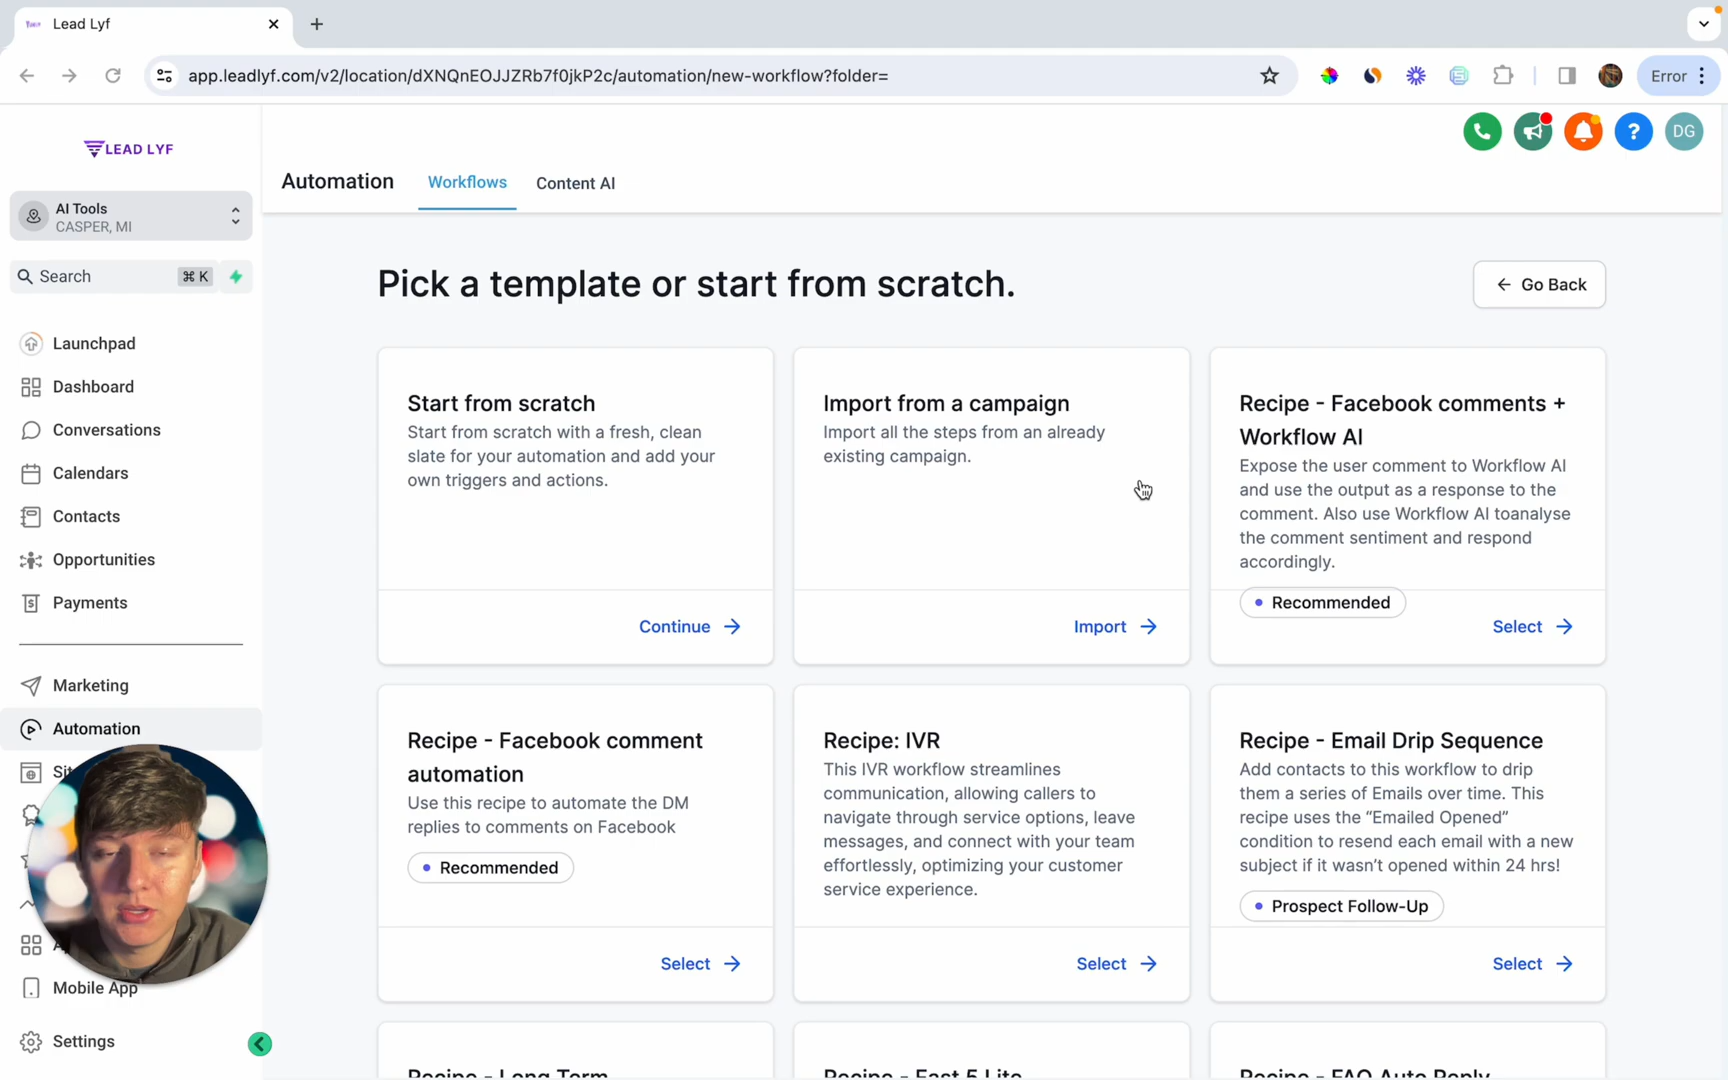 Lead Lyf
app.leadlyf.com/v2/location/dXNQnEOJJZRb7f0jkP2c/automation/new-workflow?folder=
Error
LEAD LYF
AI Tools
CASPER, MI
Search
⌘ K
Launchpad
Dashboard
Conversations
Calendars
Contacts
Opportunities
Payments
Marketing
Automation
Mobile App
Settings
Automation
Workflows
Content AI
?
DG
Pick a template or start from scratch.
Go Back
Start from scratch
Start from scratch with a fresh, clean
slate for your automation and add your
own triggers and actions.
Continue
Import from a campaign
Import all the steps from an already
existing campaign.
Import
Recipe - Facebook comments +
Workflow AI
Expose the user comment to Workflow AI
and use the output as a response to the
comment. Also use Workflow AI toanalyse
the comment sentiment and respond
accordingly.
Recommended
Select
Recipe - Facebook comment
automation
Use this recipe to automate the DM
replies to comments on Facebook
Recommended
Select
Recipe: IVR
This IVR workflow streamlines
communication, allowing callers to
navigate through service options, leave
messages, and connect with your team
effortlessly, optimizing your customer
service experience.
Select
Recipe - Email Drip Sequence
Add contacts to this workflow to drip
them a series of Emails over time. This
recipe uses the “Emailed Opened”
condition to resend each email with a new
subject if it wasn’t opened within 24 hrs!
Prospect Follow-Up
Select
Recipe - Long Term
Recipe - Fast 5 Lite
Recipe - FAQ Auto Reply